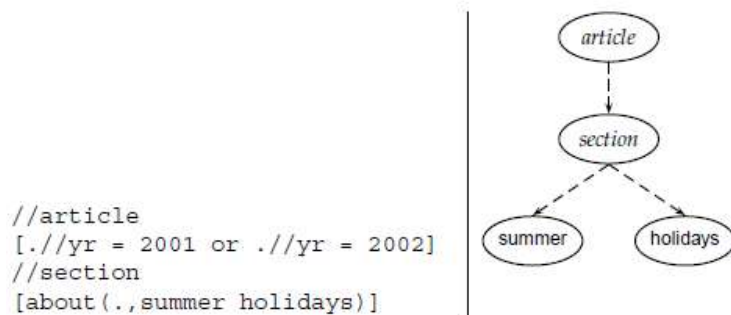 //article
[.//yr = 2001 or .//yr = 2002]
//section
[about(.,summer holidays)]
article
section
summer
holidays